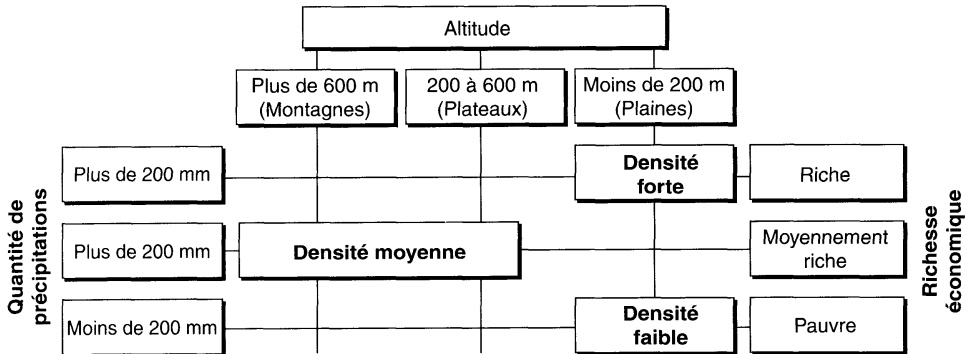 Altitude
Plus de 600 m
(Montagnes)
200 à 600 m
(Plateaux)
Moins de 200 m
(Plaines)
Quantité de
précipitations
Plus de 200 mm
Densité
forte
Riche
Plus de 200 mm
Densité moyenne
Moyennement
riche
Moins de 200 mm
Densité
faible
Pauvre
Richesse
économique